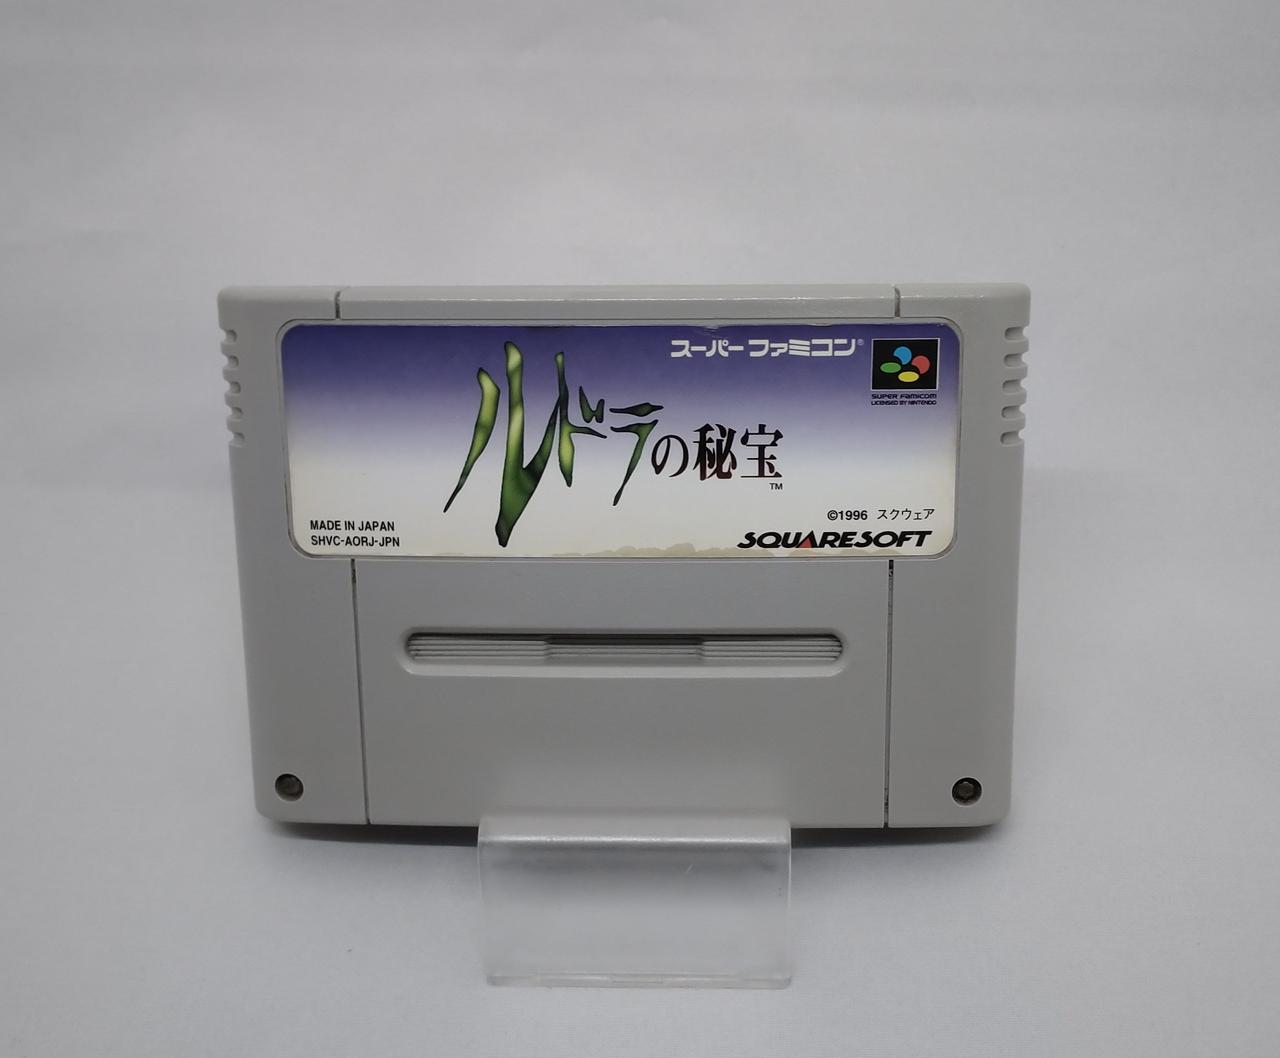 スーパーファミコン®
SUPER FAMICOM
LICENSED BY NINTENDO
ルドラの秘宝
TM
MADE IN JAPAN
SHVC-AORJ-JPN
©1996 スクウェア
SQUARESOFT